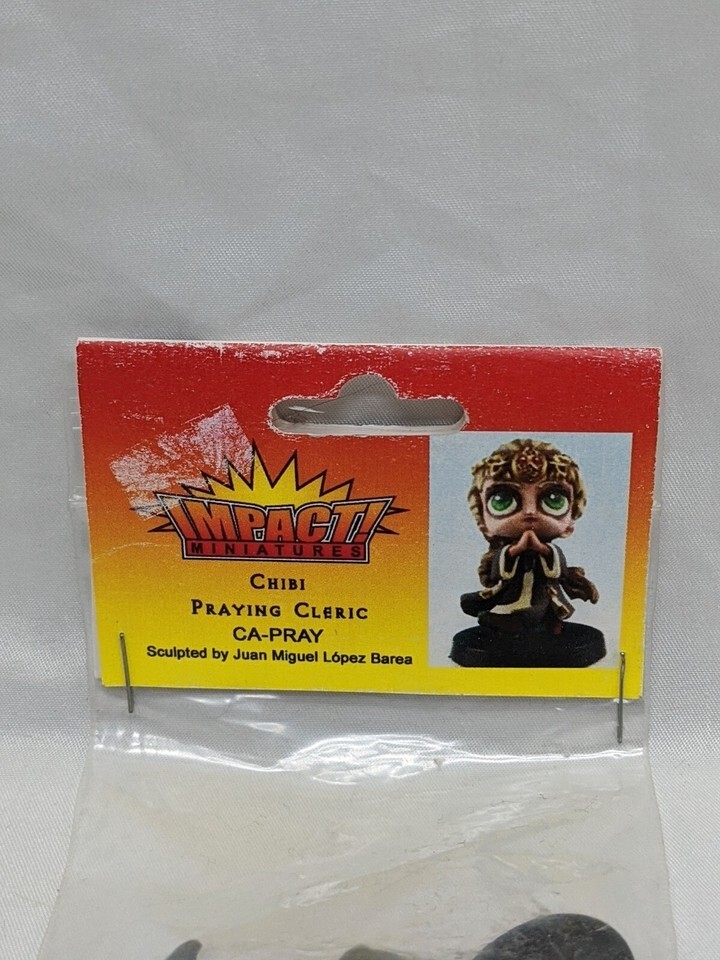 IMPACT!
MINIATURES
Chibi
Praying Cleric
CA-PRAY
Sculpted by Juan Miguel López Barea